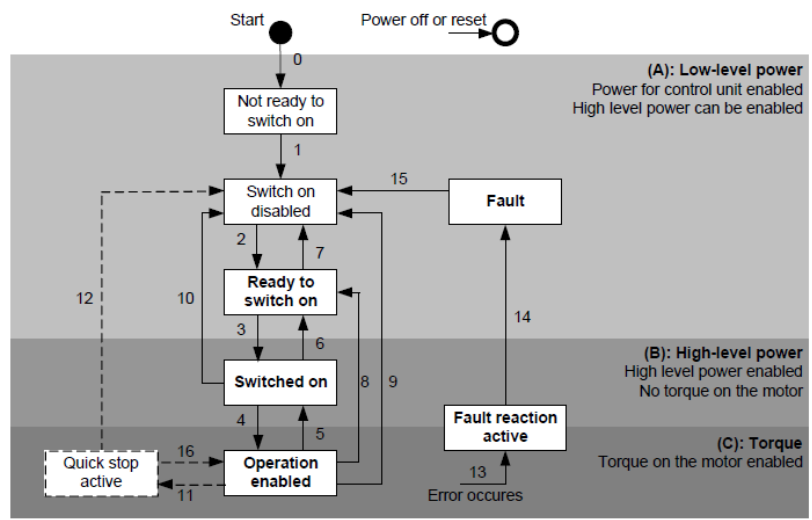 Start
Power off or reset
0
(A): Low-level power
Power for control unit enabled
High level power can be enabled
Not ready to
switch on
1
15
Switch on
disabled
Fault
2
7
12
10
Ready to
switch on
14
3
6
8
9
(B): High-level power
High level power enabled
No torque on the motor
Switched on
4
5
Fault reaction
active
(C): Torque
Torque on the motor enabled
Quick stop
active
16
11
Operation
enabled
13
Error occures